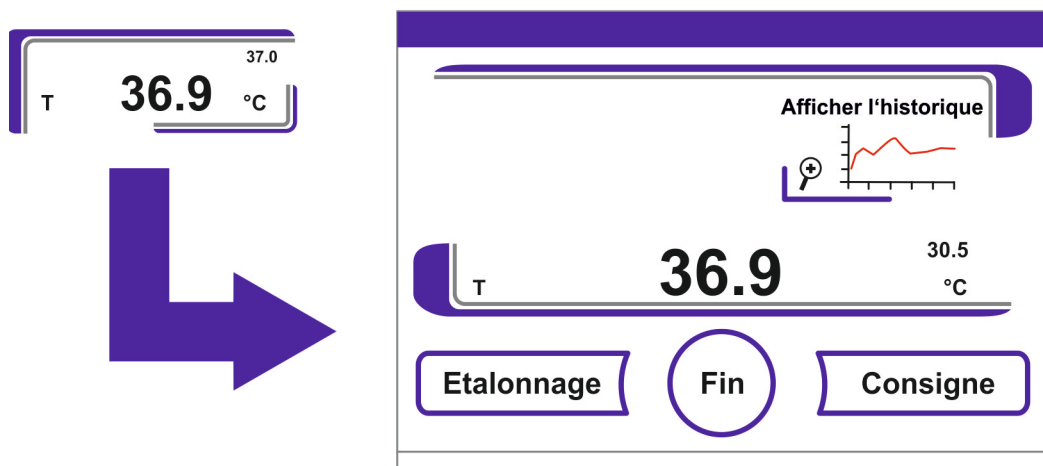 37.0
T 36.9 °C
Afficher l‘historique
30.5
T 36.9 °C
Etalonnage Fin Consigne